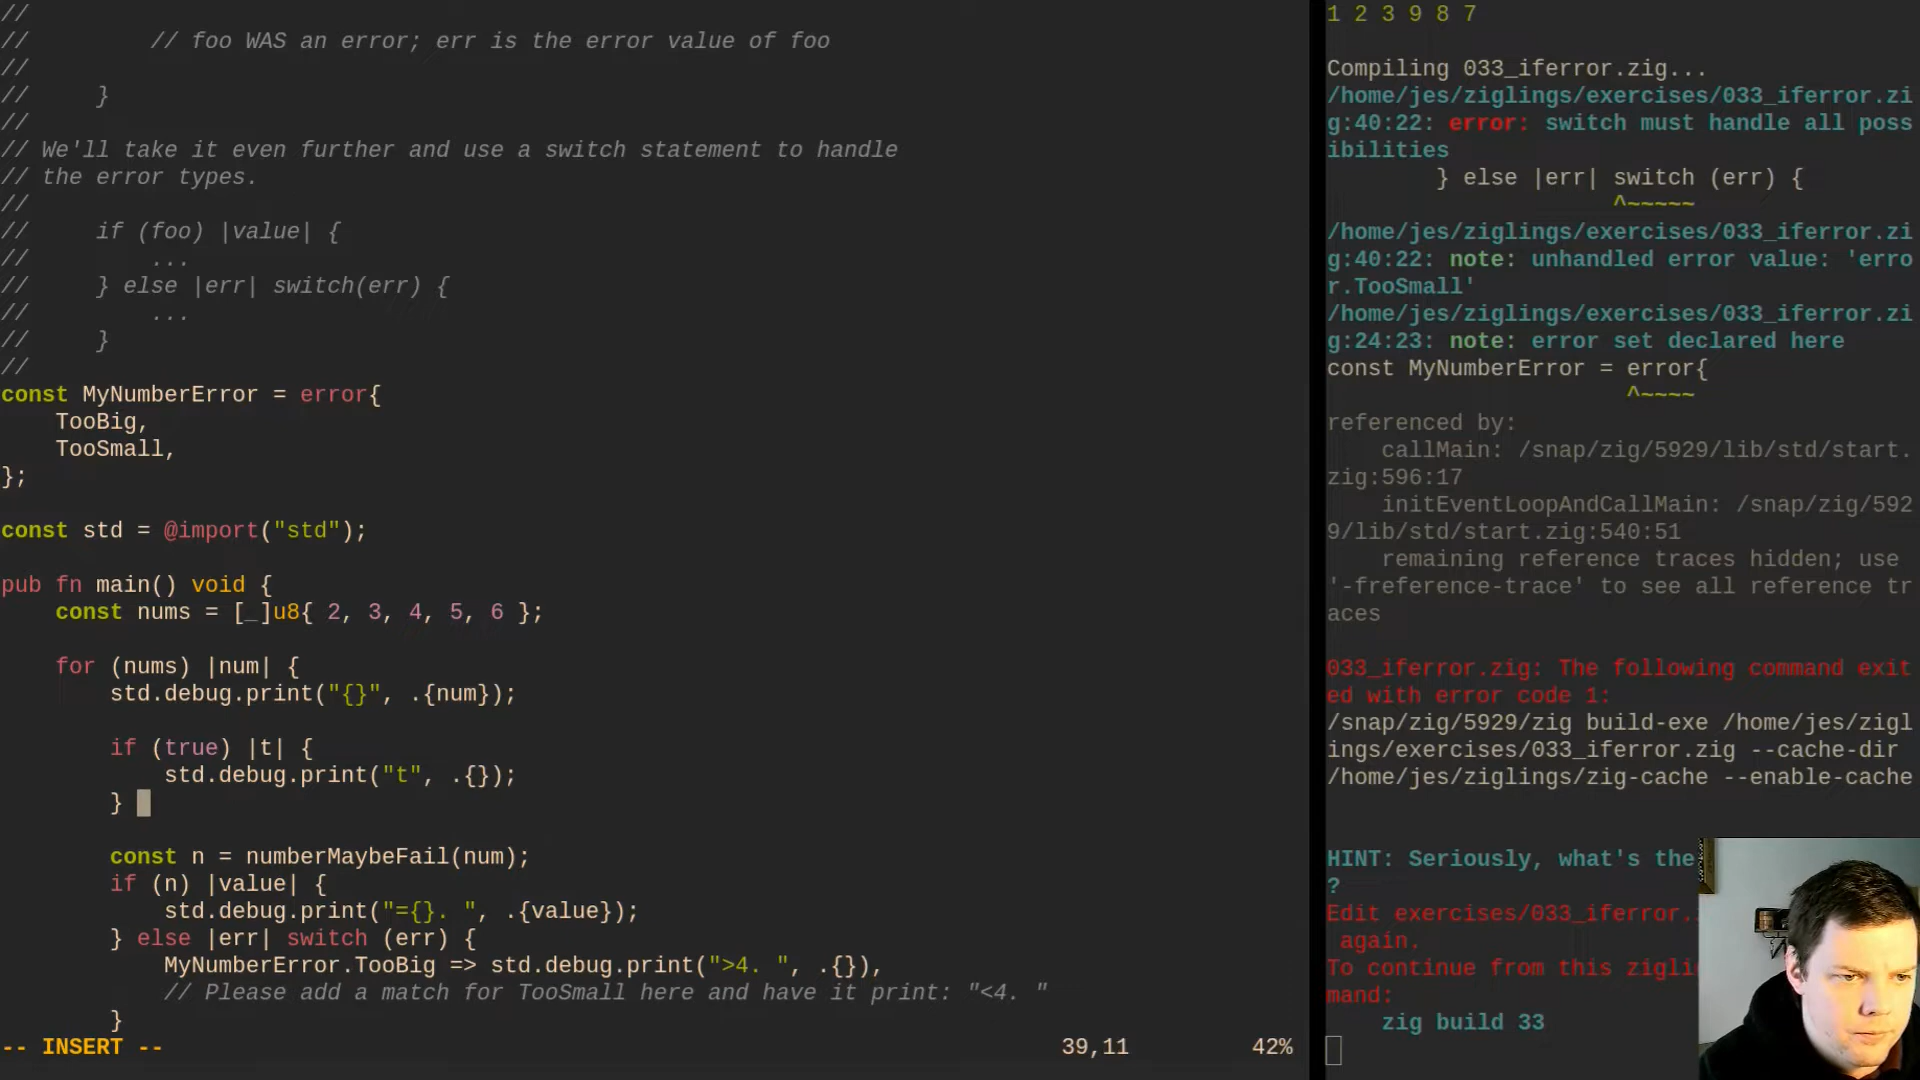 //
//         // foo WAS an error; err is the error value of foo
//
//     }
//
// We'll take it even further and use a switch statement to handle
// the error types.
//
//     if (foo) |value| {
//         ...
//     } else |err| switch(err) {
//         ...
//     }
//
const MyNumberError = error{
    TooBig,
    TooSmall,
};

const std = @import("std");

pub fn main() void {
    const nums = [_]u8{ 2, 3, 4, 5, 6 };

    for (nums) |num| {
        std.debug.print("{}", .{num});

        if (true) |t| {
            std.debug.print("t", .{});
        }

        const n = numberMaybeFail(num);
        if (n) |value| {
            std.debug.print("={}. ", .{value});
        } else |err| switch (err) {
            MyNumberError.TooBig => std.debug.print(">4. ", .{}),
            // Please add a match for TooSmall here and have it print: "<4. "
        }
-- INSERT --
39,11
42%
1 2 3 9 8 7

Compiling 033_iferror.zig...
/home/jes/ziglings/exercises/033_iferror.zi
g:40:22: error: switch must handle all poss
ibilities
        } else |err| switch (err) {
                     ^~~~~~
/home/jes/ziglings/exercises/033_iferror.zi
g:40:22: note: unhandled error value: 'erro
r.TooSmall'
/home/jes/ziglings/exercises/033_iferror.zi
g:24:23: note: error set declared here
const MyNumberError = error{
                      ^~~~~
referenced by:
    callMain: /snap/zig/5929/lib/std/start.
zig:596:17
    initEventLoopAndCallMain: /snap/zig/592
9/lib/std/start.zig:540:51
    remaining reference traces hidden; use
'-freference-trace' to see all reference tr
aces

033_iferror.zig: The following command exit
ed with error code 1:
/snap/zig/5929/zig build-exe /home/jes/zigl
ings/exercises/033_iferror.zig --cache-dir
/home/jes/ziglings/zig-cache --enable-cache

HINT: Seriously, what's the
?
Edit exercises/033_iferror.
 again.
To continue from this
mand:
    zig build 33